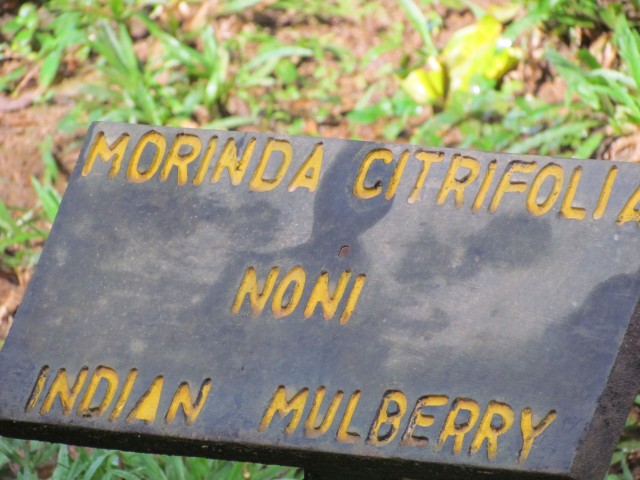 MORINDA CITRIFOLIA
NONI
INDIAN MULBERRY